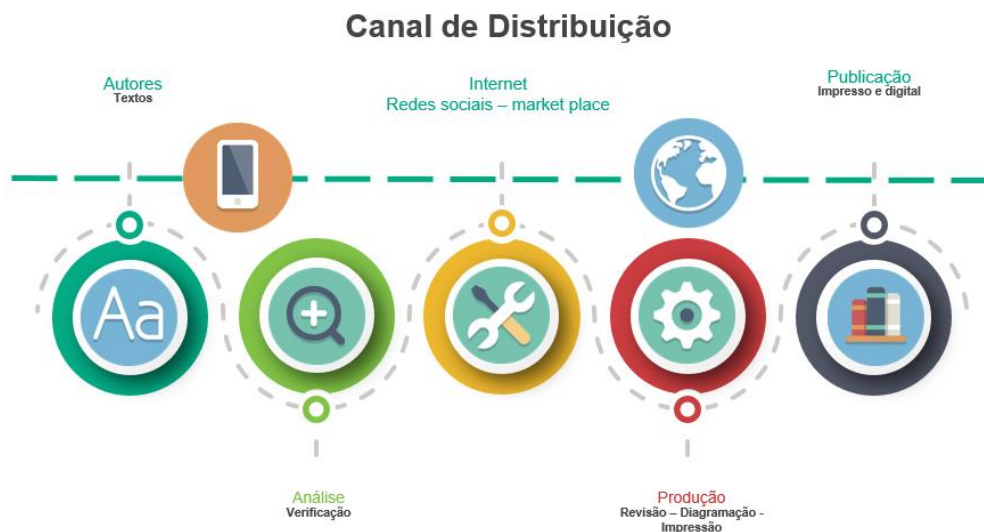 Canal de Distribuição
Autores
Textos
Internet
Redes sociais – market place
Publicação
Impresso e digital
Aa
Análise
Verificação
Produção
Revisão – Diagramação -
Impressão